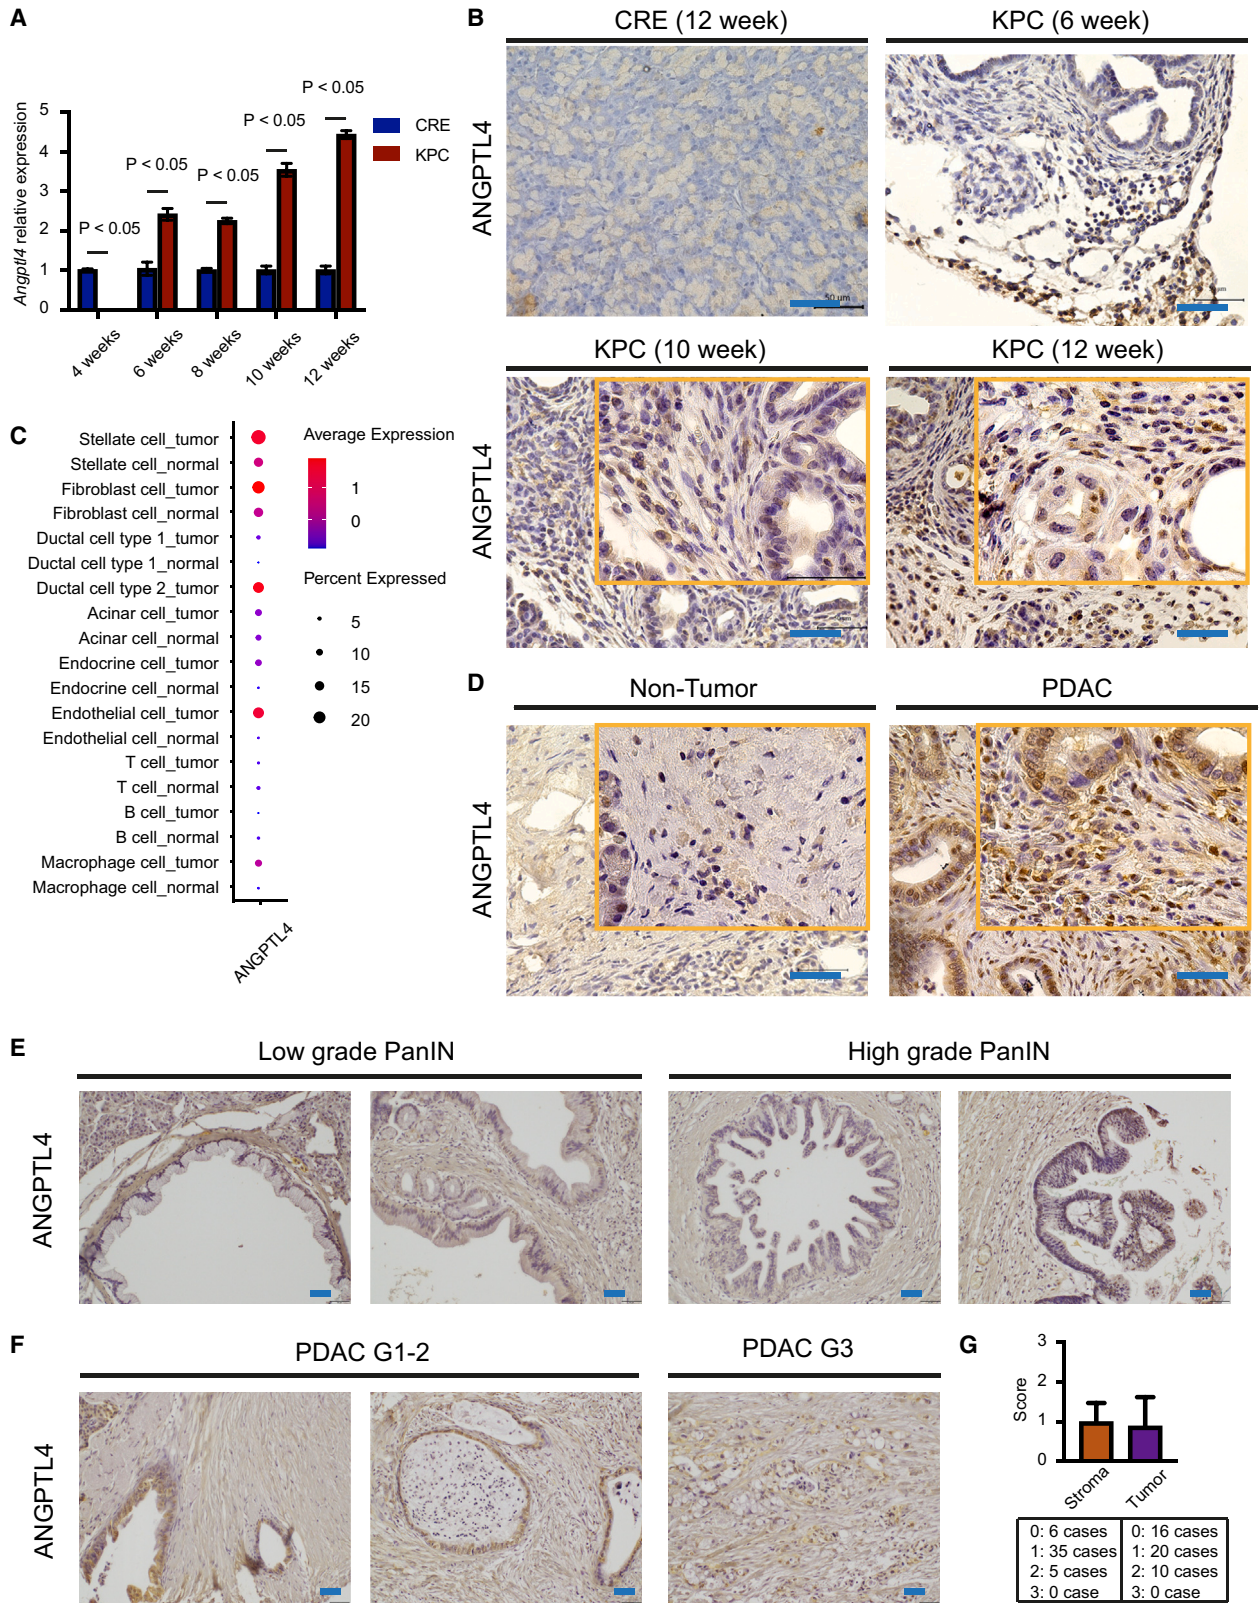 A
P < 0.05
P < 0.05
P < 0.05
P < 0.05
P < 0.05
CRE
KPC
Angptl4 relative expression
5
4
3
2
1
0
4 weeks
6 weeks
8 weeks
10 weeks
12 weeks
B
CRE (12 week)
KPC (6 week)
ANGPTL4
50 µm
KPC (10 week)
KPC (12 week)
ANGPTL4
C
Stellate cell_tumor
Stellate cell_normal
Fibroblast cell_tumor
Fibroblast cell_normal
Ductal cell type 1_tumor
Ductal cell type 1_normal
Ductal cell type 2_tumor
Acinar cell_tumor
Acinar cell_normal
Endocrine cell_tumor
Endocrine cell_normal
Endothelial cell_tumor
Endothelial cell_normal
T cell_tumor
T cell_normal
B cell_tumor
B cell_normal
Macrophage cell_tumor
Macrophage cell_normal
ANGPTL4
Average Expression
1
0
Percent Expressed
5
10
15
20
D
Non-Tumor
PDAC
ANGPTL4
E
Low grade PanIN
High grade PanIN
ANGPTL4
F
PDAC G1-2
PDAC G3
ANGPTL4
G
Score
3
2
1
0
Stroma
Tumor
0: 6 cases
1: 35 cases
2: 5 cases
3: 0 case
0: 16 cases
1: 20 cases
2: 10 cases
3: 0 case